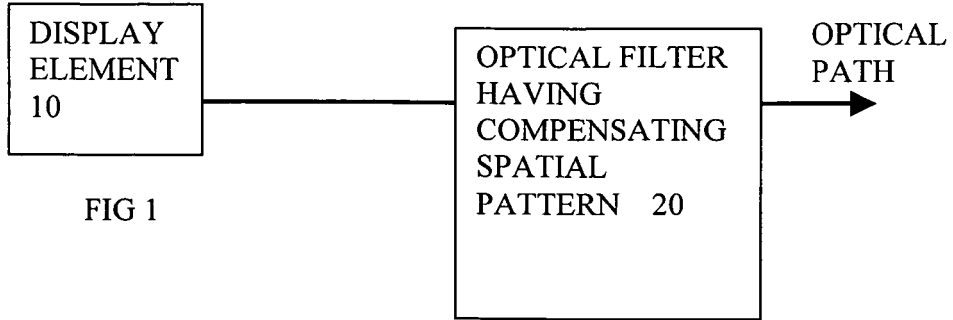 DISPLAY
ELEMENT
10
FIG 1
OPTICAL FILTER
HAVING
COMPENSATING
SPATIAL
PATTERN 20
OPTICAL
PATH